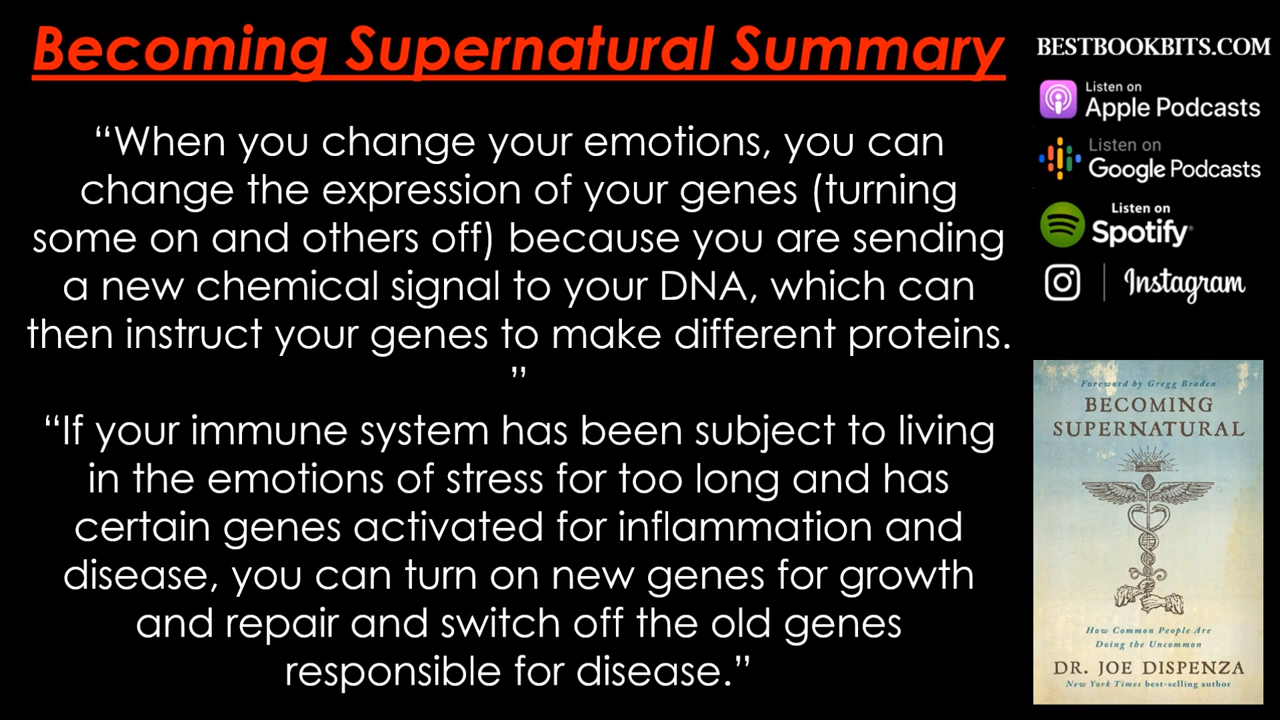 Becoming Supernatural Summary
“When you change your emotions, you can
change the expression of your genes (turning
some on and others off) because you are sending
a new chemical signal to your DNA, which can
then instruct your genes to make different proteins.
”
“If your immune system has been subject to living
in the emotions of stress for too long and has
certain genes activated for inflammation and
disease, you can turn on new genes for growth
and repair and switch off the old genes
responsible for disease.”
BESTBOOKBITS.COM
Listen on
Apple Podcasts
Listen on
Google Podcasts
Listen on
Spotify
Instagram
Foreword by Gregg Braden
BECOMING
SUPERNATURAL
How Common People Are
Doing the Uncommon
DR. JOE DISPENZA
New York Times best-selling author